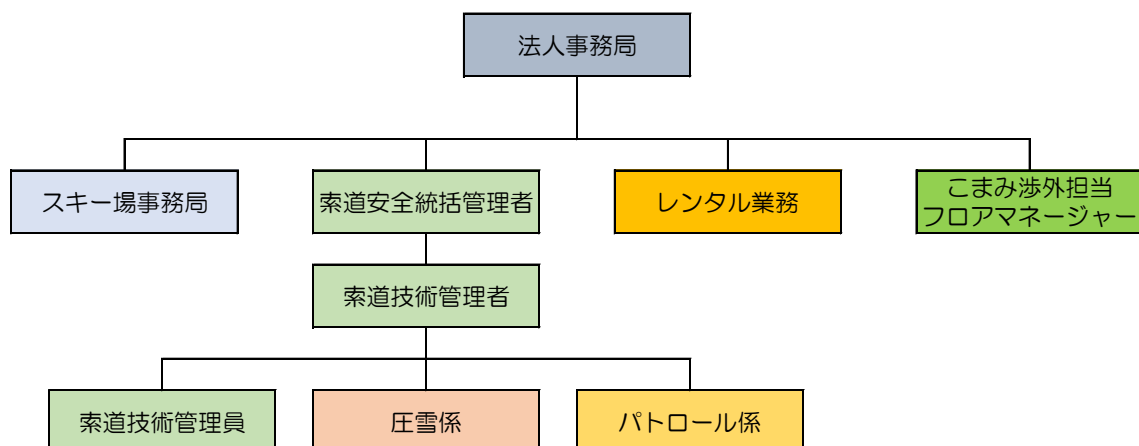 法人事務局
スキー場事務局
索道安全統括管理者
レンタル業務
こまみ渉外担当
フロアマネージャー
索道技術管理者
索道技術管理員
圧雪係
パトロール係